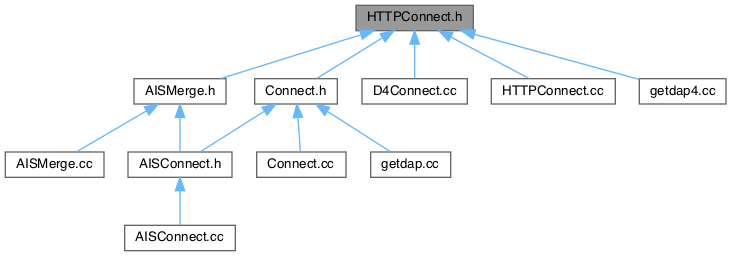 HTTPConnect.h
AISMerge.h
Connect.h
D4Connect.cc
HTTPConnect.cc
getdap4.cc
AISMerge.cc
AISConnect.h
Connect.cc
getdap.cc
AISConnect.cc